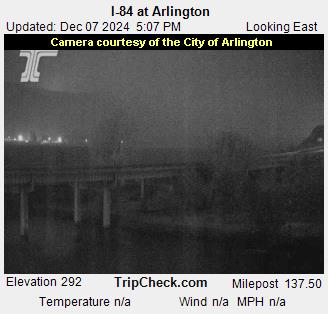 I-84 at Arlington
Updated: Dec 07 2024 5:07 PM Looking East
Camera courtesy of the City of Arlington
Elevation 292 TripCheck.com Milepost 137.50
Temperature n/a Wind n/a MPH n/a